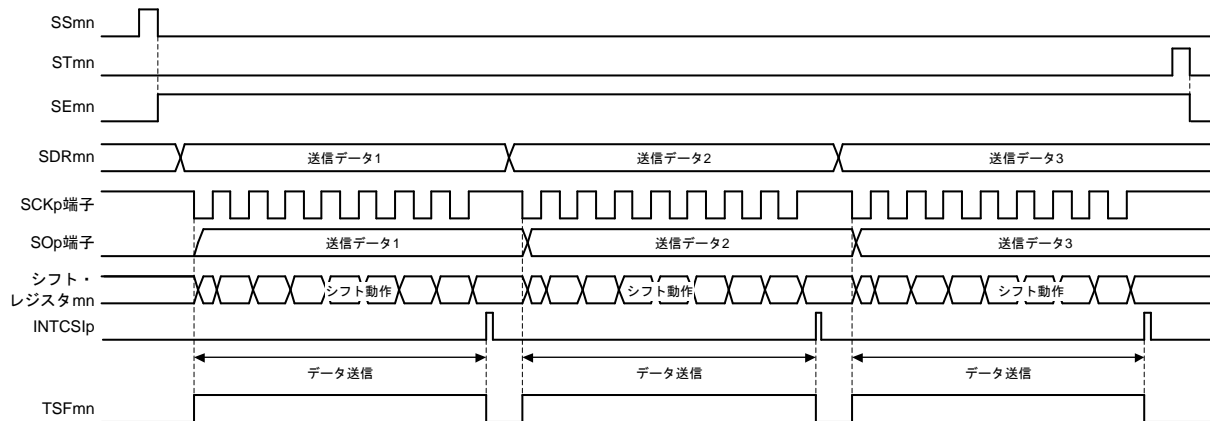 SSmn
STmn
SEmn
SDRmn 送信データ1 送信データ2 送信データ3
SCKp端子
SOp端子 送信データ1 送信データ2 送信データ3
シフト・
レジスタmn シフト動作 シフト動作 シフト動作
INTCSIp
データ送信 データ送信 データ送信
TSFmn